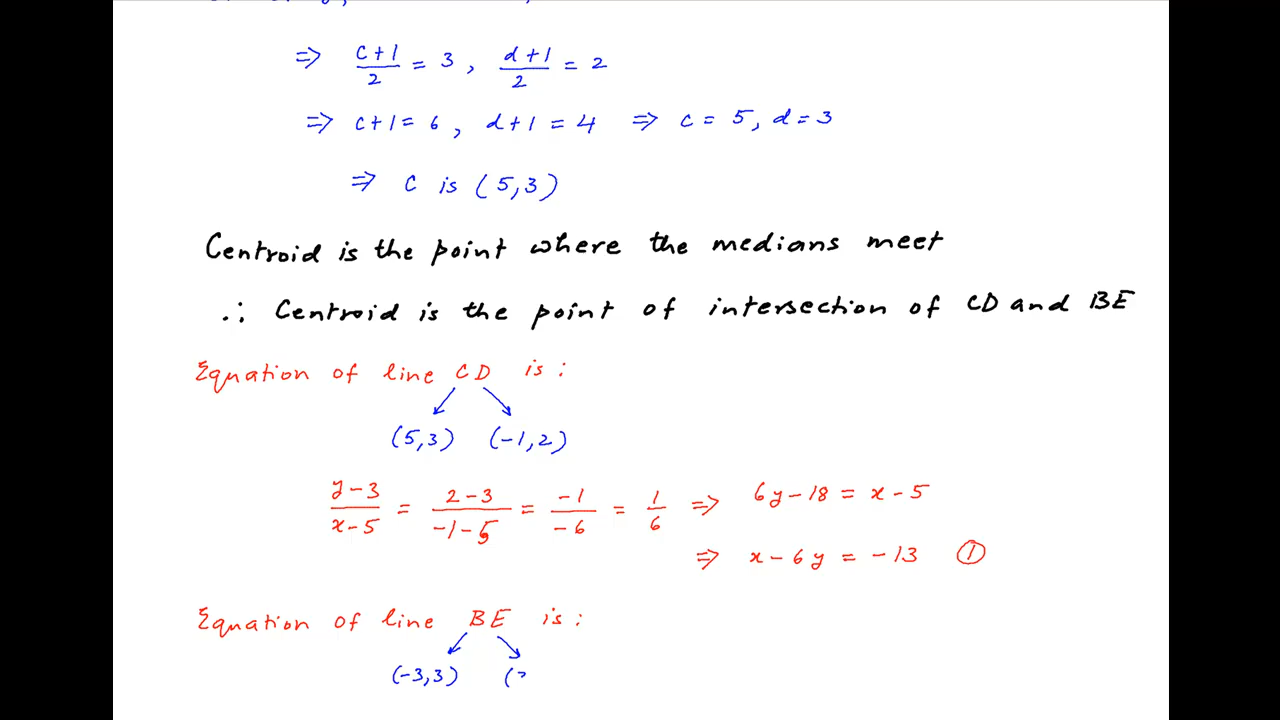 ⇒ c+1/2 = 3, d+1/2 = 2
⇒ c+1 = 6, d+1 = 4 ⇒ c = 5, d = 3
⇒ C is (5,3)
Centroid is the point where the medians meet
∴ Centroid is the point of intersection of CD and BE
Equation of line CD is:
(5,3) (-1,2)
y-3/x-5 = 2-3/-1-5 = -1/-6 = 1/6 ⇒ 6y-18 = x-5
⇒ x-6y = -13 ①
Equation of line BE is:
(-3,3) (